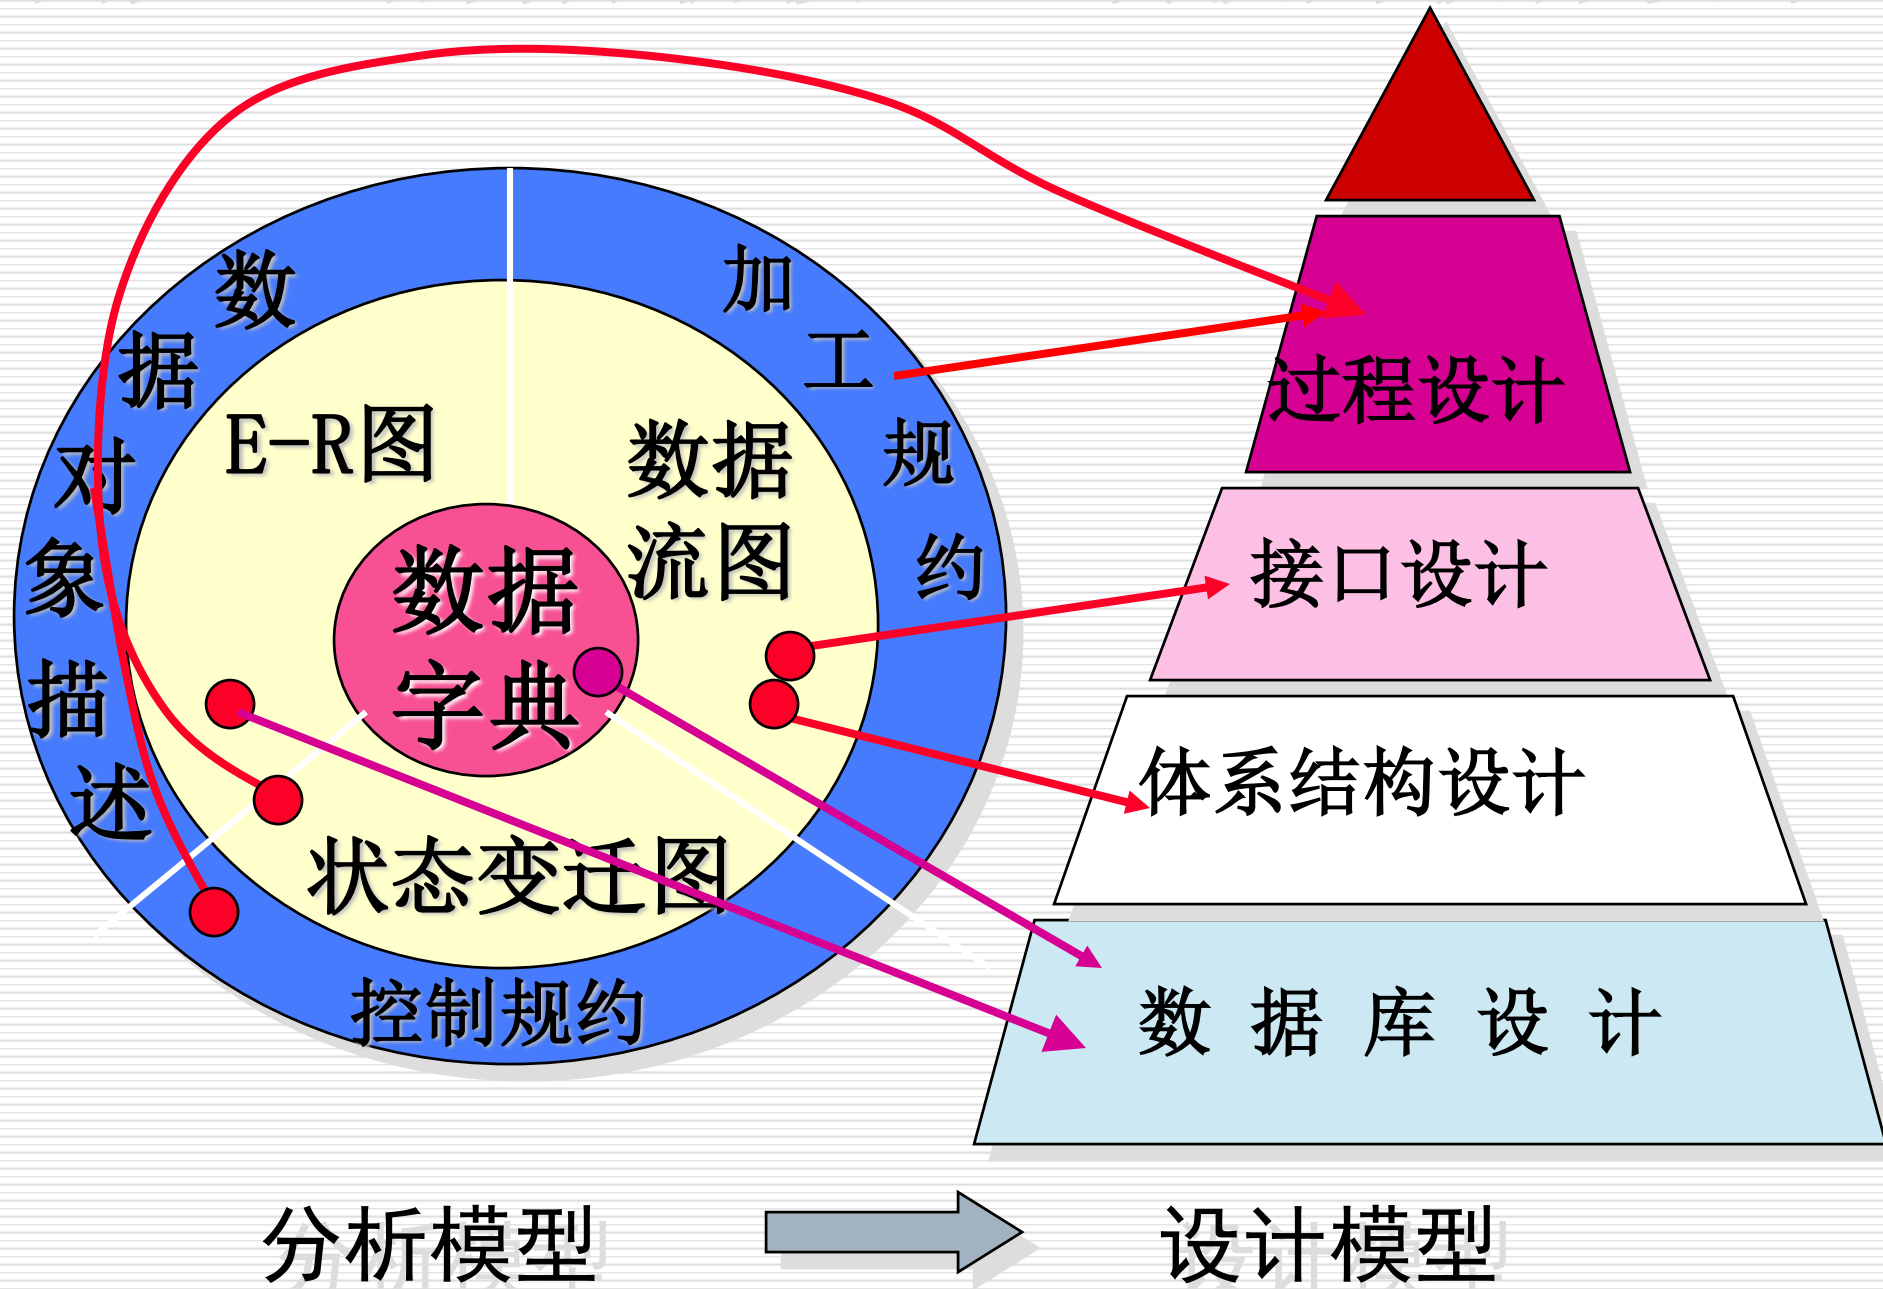 数据对象描述
加工规约
E-R图
数据
流图
数据
字典
状态变迁图
控制规约
过程设计
接口设计
体系结构设计
数据库设计
分析模型
设计模型